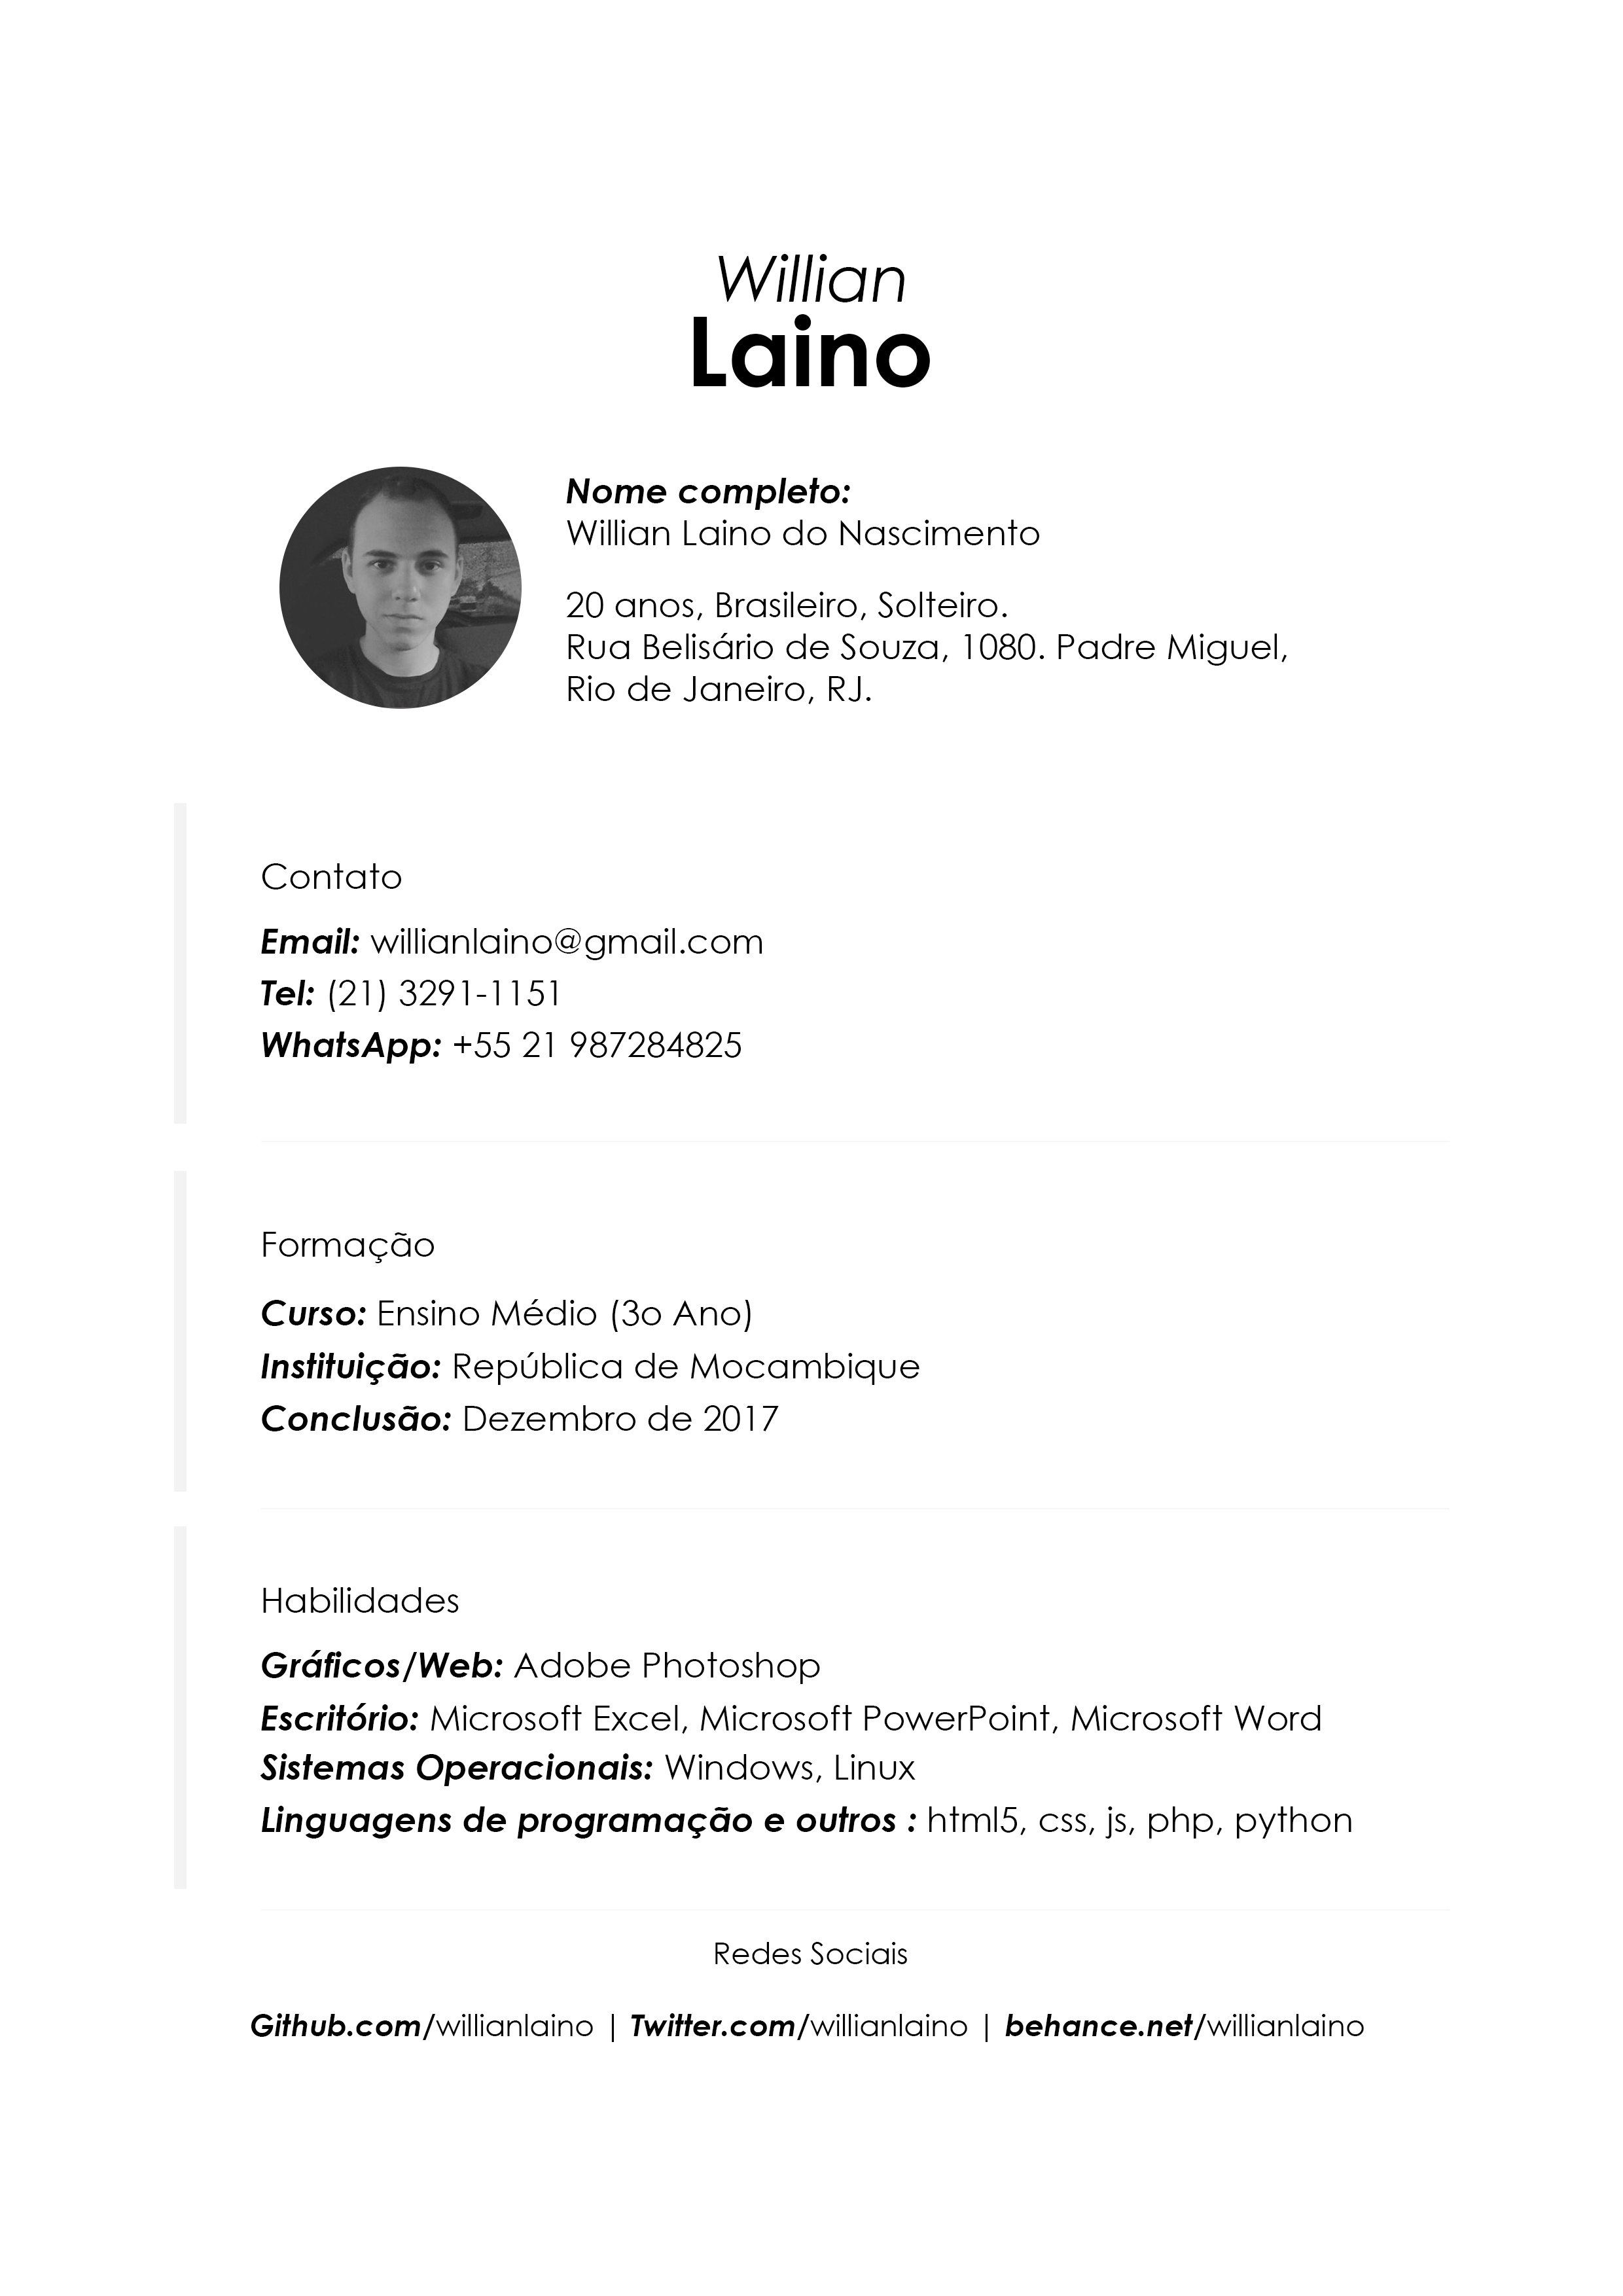 Willian
Laino
Nome completo:
Willian Laino do Nascimento
20 anos, Brasileiro, Solteiro.
Rua Belisário de Souza, 1080. Padre Miguel,
Rio de Janeiro, RJ.
Contato
Email: willianlaino@gmail.com
Tel: (21) 3291-1151
WhatsApp: +55 21 987284825
Formação
Curso: Ensino Médio (3o Ano)
Instituição: República de Mocambique
Conclusão: Dezembro de 2017
Habilidades
Gráficos/Web: Adobe Photoshop
Escritório: Microsoft Excel, Microsoft PowerPoint, Microsoft Word
Sistemas Operacionais: Windows, Linux
Linguagens de programação e outros : html5, css, js, php, python
Redes Sociais
Github.com/willianlaino | Twitter.com/willianlaino | behance.net/willianlaino